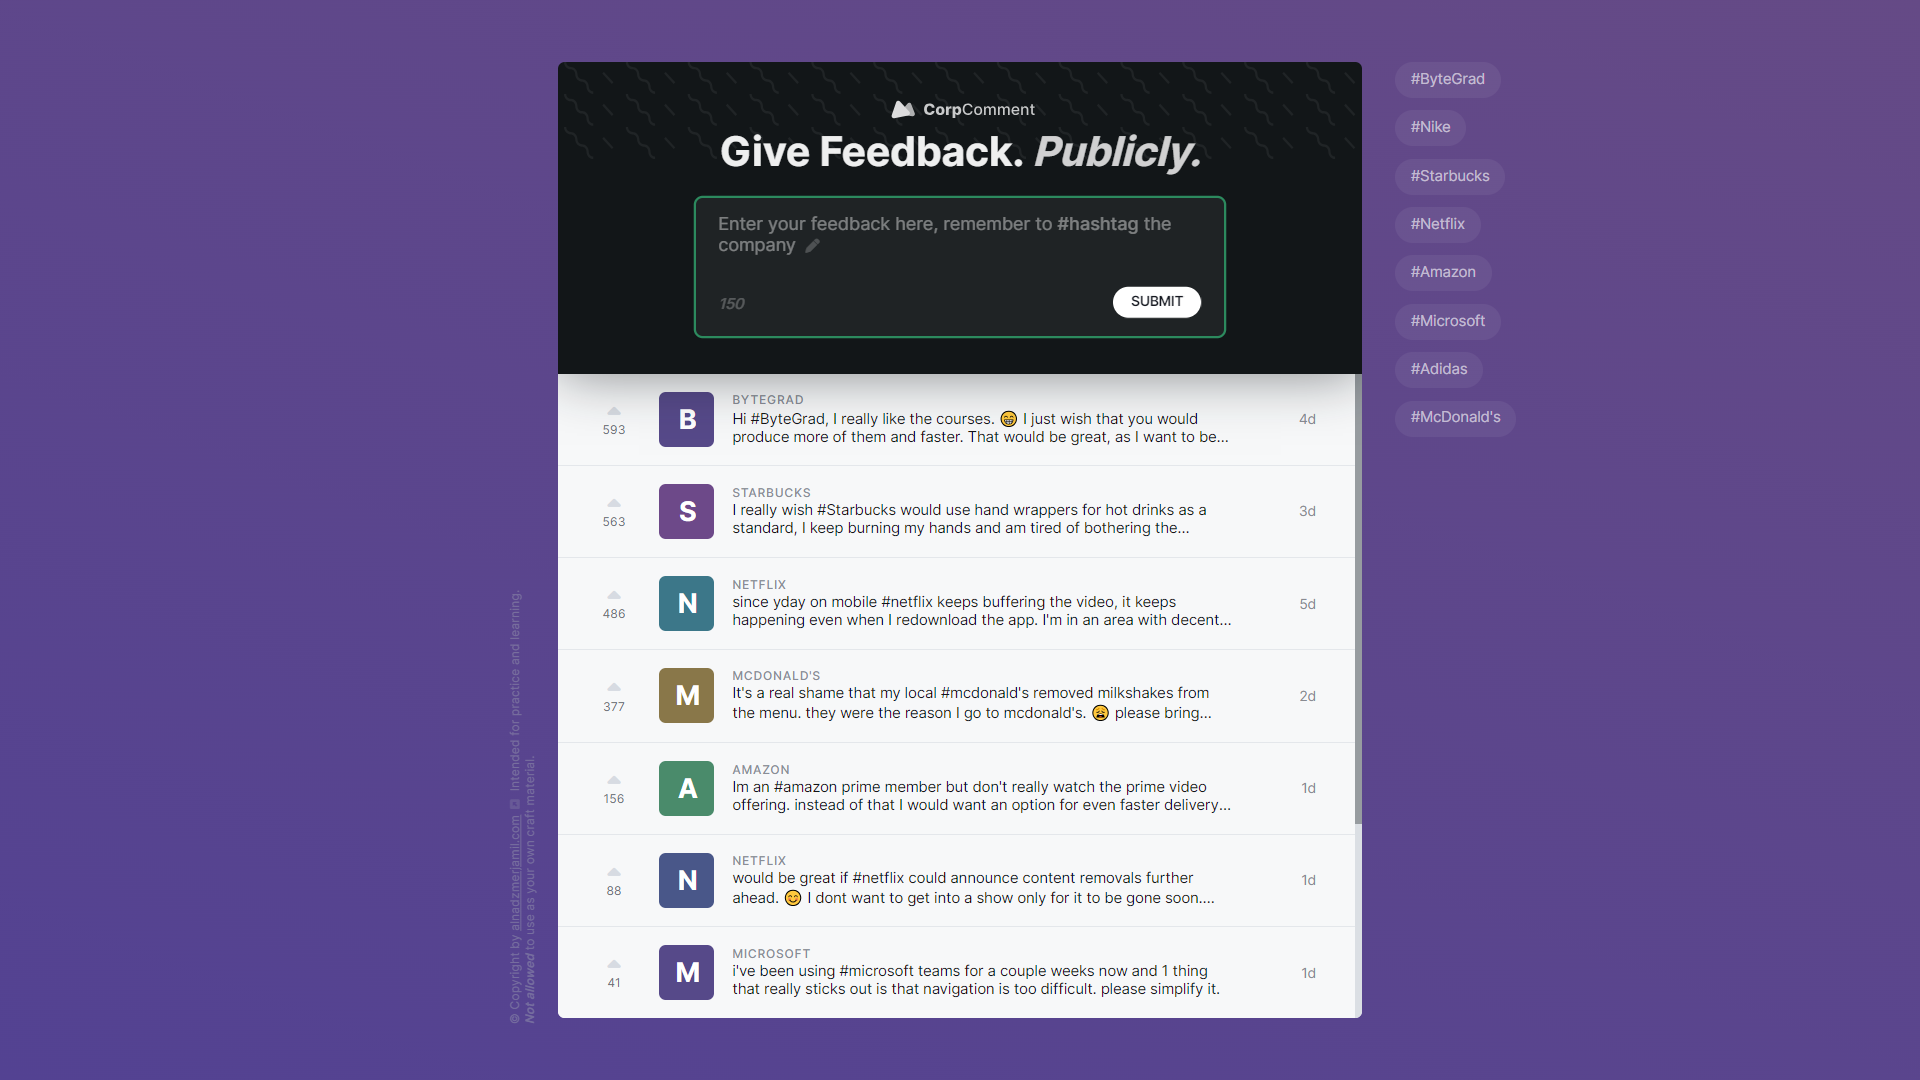 CorpComment
Give Feedback. Publicly.
Enter your feedback here, remember to #hashtag the
company
150
SUBMIT
593
B
BYTEGRAD
Hi #ByteGrad, I really like the courses. 😁 I just wish that you would
produce more of them and faster. That would be great, as I want to be...
4d
563
S
STARBUCKS
I really wish #Starbucks would use hand wrappers for hot drinks as a
standard, I keep burning my hands and am tired of bothering the...
3d
486
N
NETFLIX
since yday on mobile #netflix keeps buffering the video, it keeps
happening even when I redownload the app. I'm in an area with decent...
5d
377
M
MCDONALD'S
It's a real shame that my local #mcdonald's removed milkshakes from
the menu. they were the reason I go to mcdonald's. 😩 please bring...
2d
156
A
AMAZON
Im an #amazon prime member but don't really watch the prime video
offering. instead of that I would want an option for even faster delivery...
1d
88
N
NETFLIX
would be great if #netflix could announce content removals further
ahead. 😊 I dont want to get into a show only for it to be gone soon....
1d
41
M
MICROSOFT
i've been using #microsoft teams for a couple weeks now and 1 thing
that really sticks out is that navigation is too difficult. please simplify it.
1d
#ByteGrad
#Nike
#Starbucks
#Netflix
#Amazon
#Microsoft
#Adidas
#McDonald's
© Copyright by alnadzmerjamil.com Intended for practice and learning.
Not allowed to use as your own craft material.